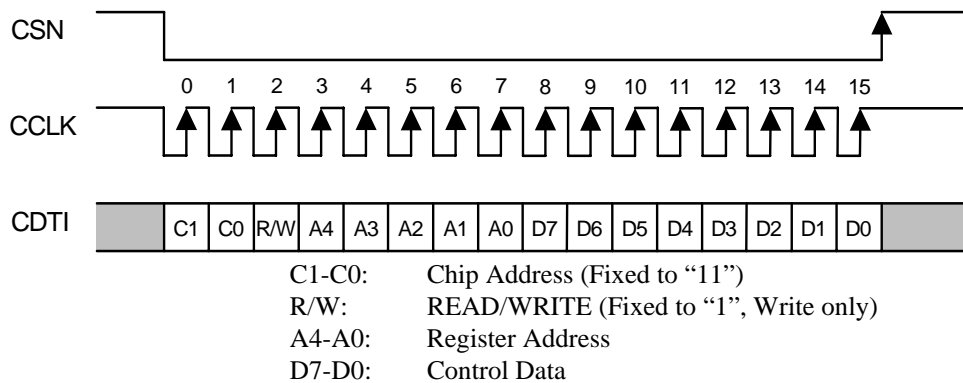 CSN
0 1 2 3 4 5 6 7 8 9 10 11 12 13 14 15
CCLK
CDTI C1 C0 R/W A4 A3 A2 A1 A0 D7 D6 D5 D4 D3 D2 D1 D0
C1-C0: Chip Address (Fixed to “11”)
R/W: READ/WRITE (Fixed to “1”, Write only)
A4-A0: Register Address
D7-D0: Control Data